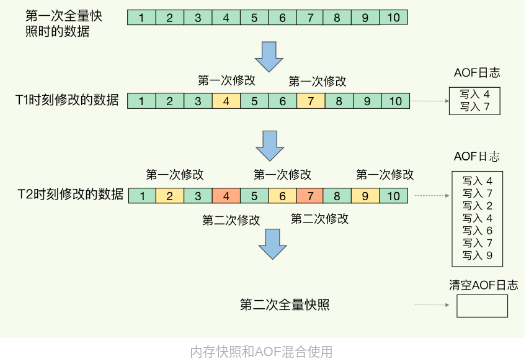 第一次全量快
照时的数据
1 2 3 4 5 6 7 8 9 10
第一次修改 第一次修改
AOF日志
T1时刻修改的数据
1 2 3 4 5 6 7 8 9 10
写入 4
写入 7
AOF日志
第一次修改 第一次修改 第一次修改
T2时刻修改的数据
1 2 3 4 5 6 7 8 9 10
写入 4
写入 7
写入 2
写入 4
写入 6
写入 7
写入 9
第二次修改 第二次修改
清空AOF日志
第二次全量快照
内存快照和AOF混合使用